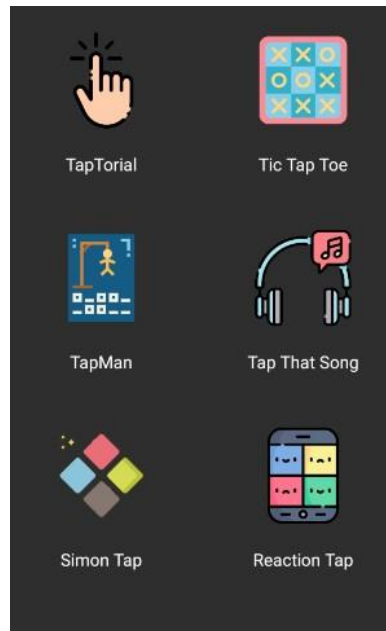 TapTorial
Tic Tap Toe
TapMan
Tap That Song
Simon Tap
Reaction Tap